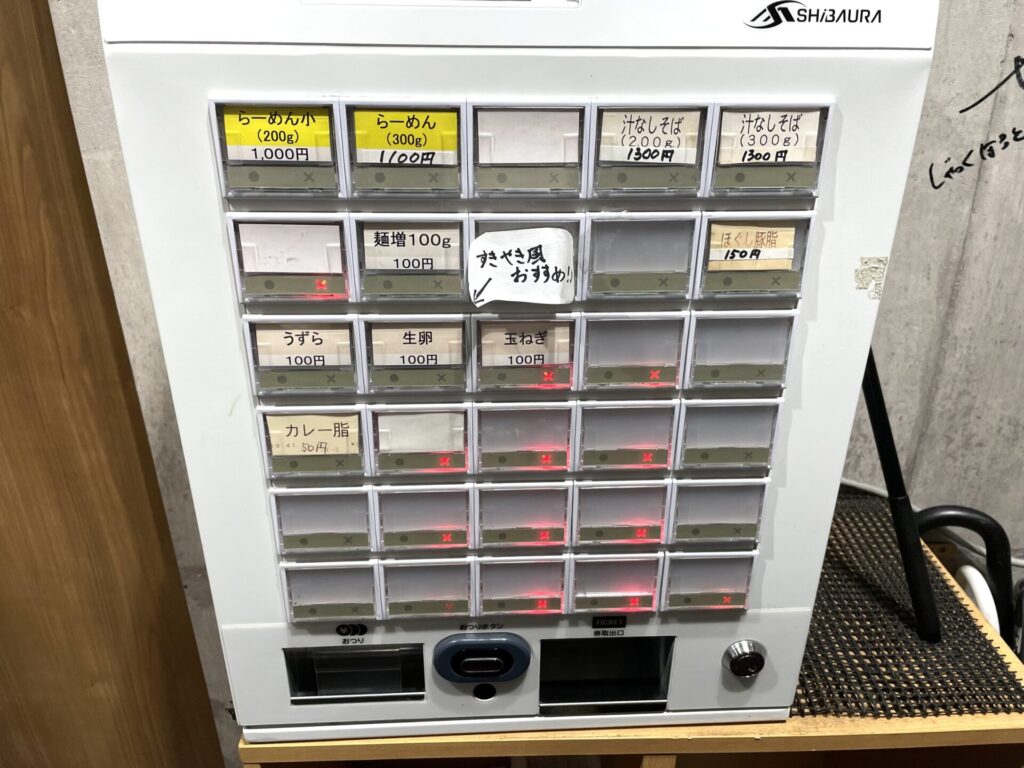 SHiBAURA
らーめん小
(200g)
1,000円
らーめん
(300g)
1100円
汁なしそば
(200g)
1300円
汁なしそば
(300g)
1300円
麺増100g
100円
すきやき風
おすすめ!!
ほぐし豚脂
150円
うずら
100円
生卵
100円
玉ねぎ
100円
カレー脂
50円
おつり
おつりボタン
TICKET
券取出口